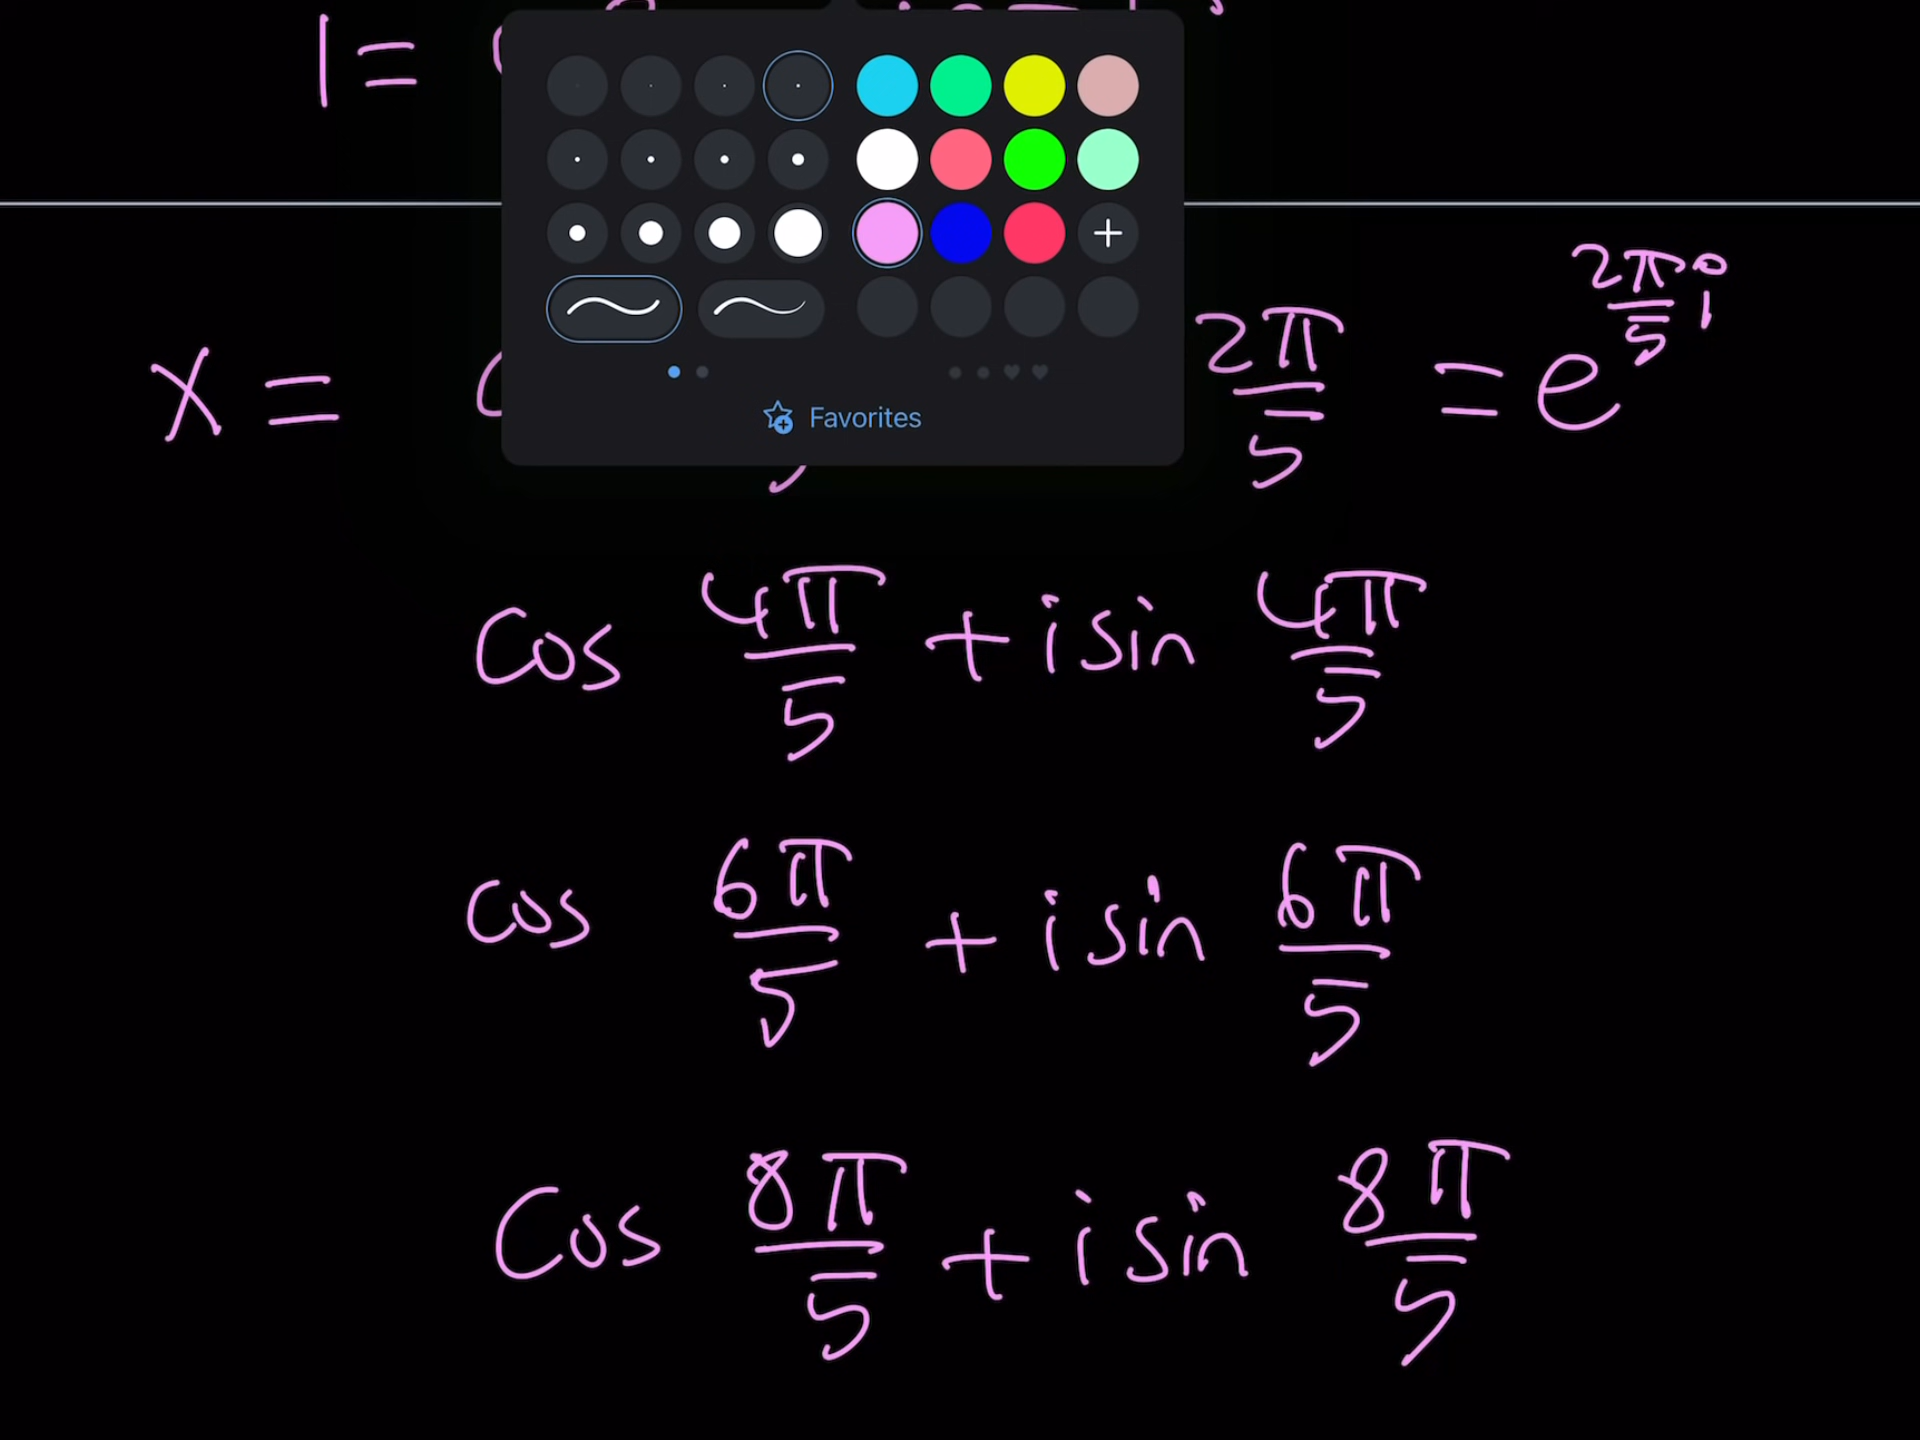 1 =
x = 2π/5 = e^(2π/5 i)
Favorites
cos 4π/5 + i sin 4π/5
cos 6π/5 + i sin 6π/5
cos 8π/5 + i sin 8π/5